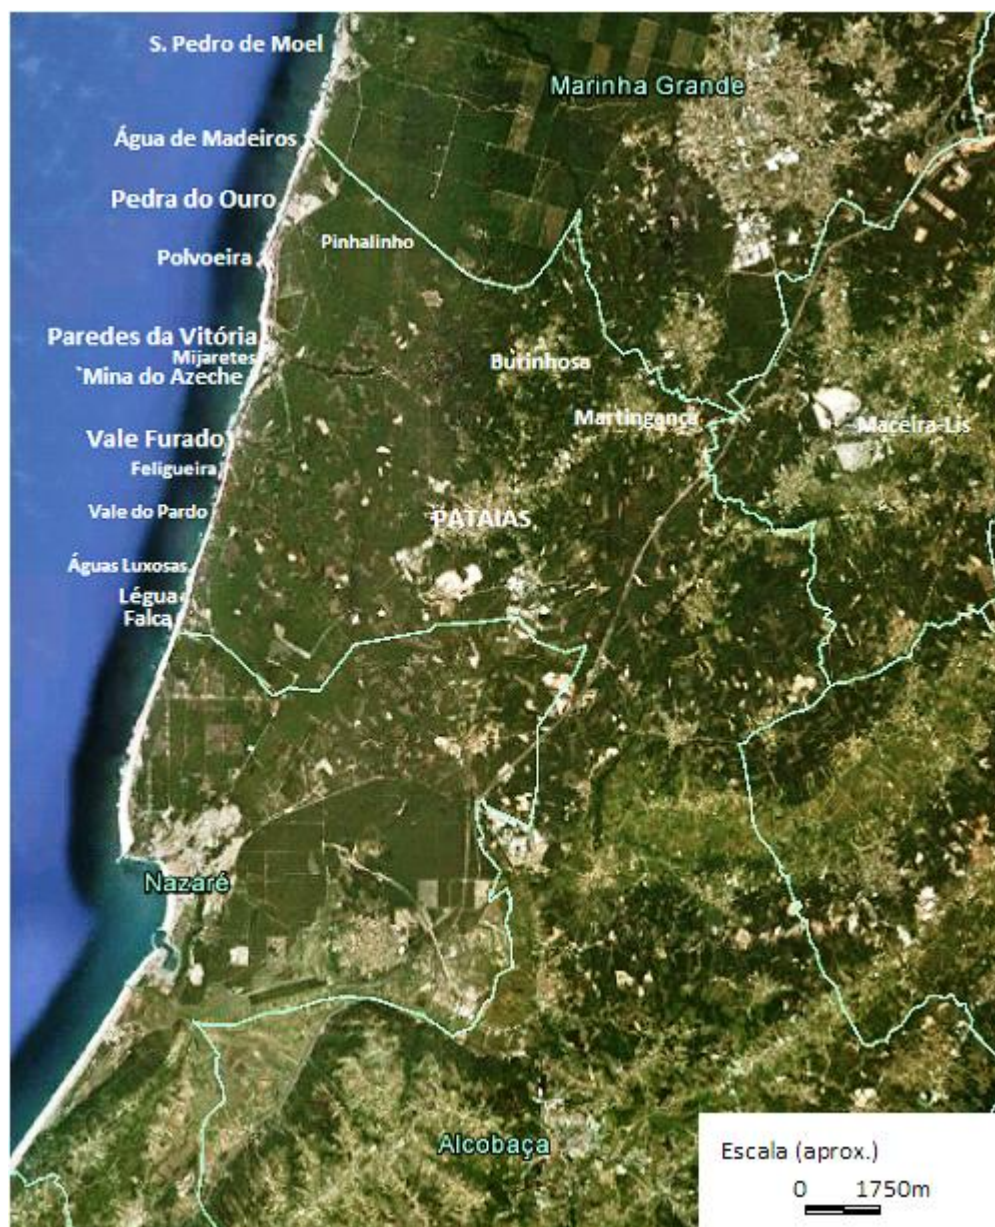 S. Pedro de Moel
Marinha Grande
Água de Madeiros
Pedra do Ouro
Pinhalinho
Polvoeira
Paredes da Vitória
Mijaretes
`Mina do Azeche
Burinhosa
Martingança
Maceira-Lis
Vale Furado
Feligueira
Vale do Pardo
PATAIAS
Águas Luxosas
Légua
Falca
Nazaré
Alcobaça
Escala (aprox.)
0 1750m